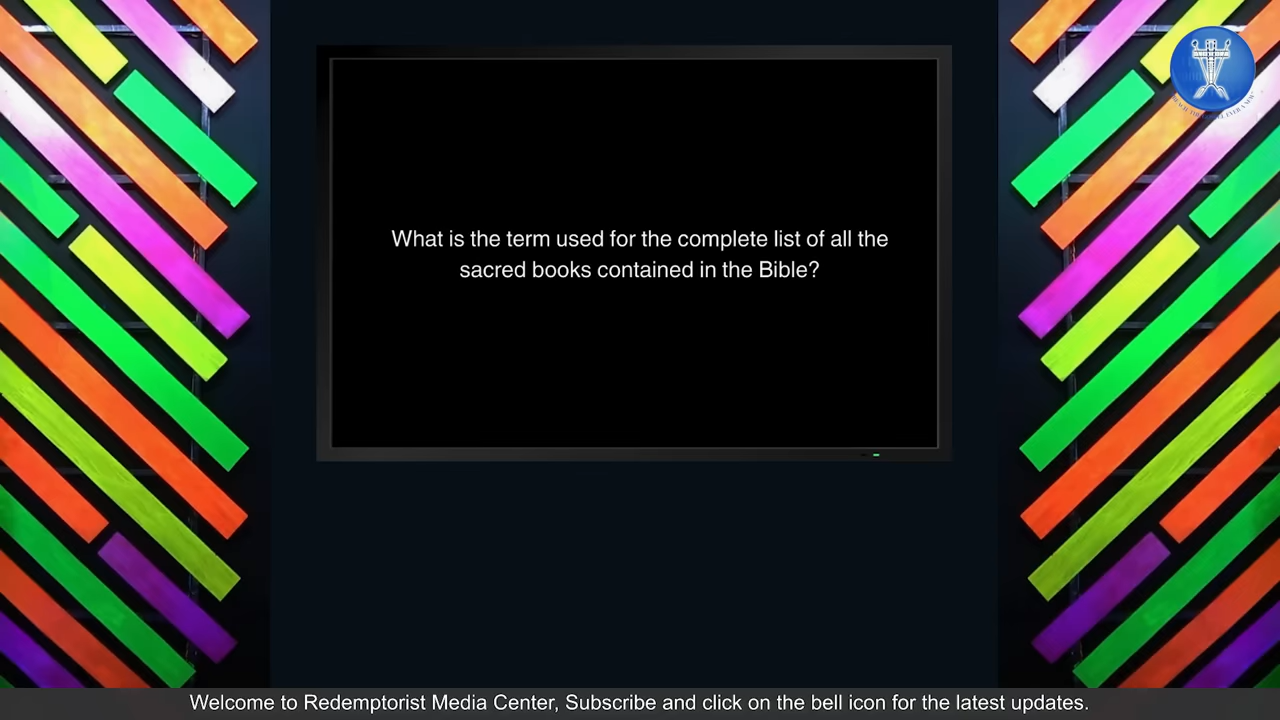 What is the term used for the complete list of all the
sacred books contained in the Bible?
Welcome to Redemptorist Media Center, Subscribe and click on the bell icon for the latest updates.